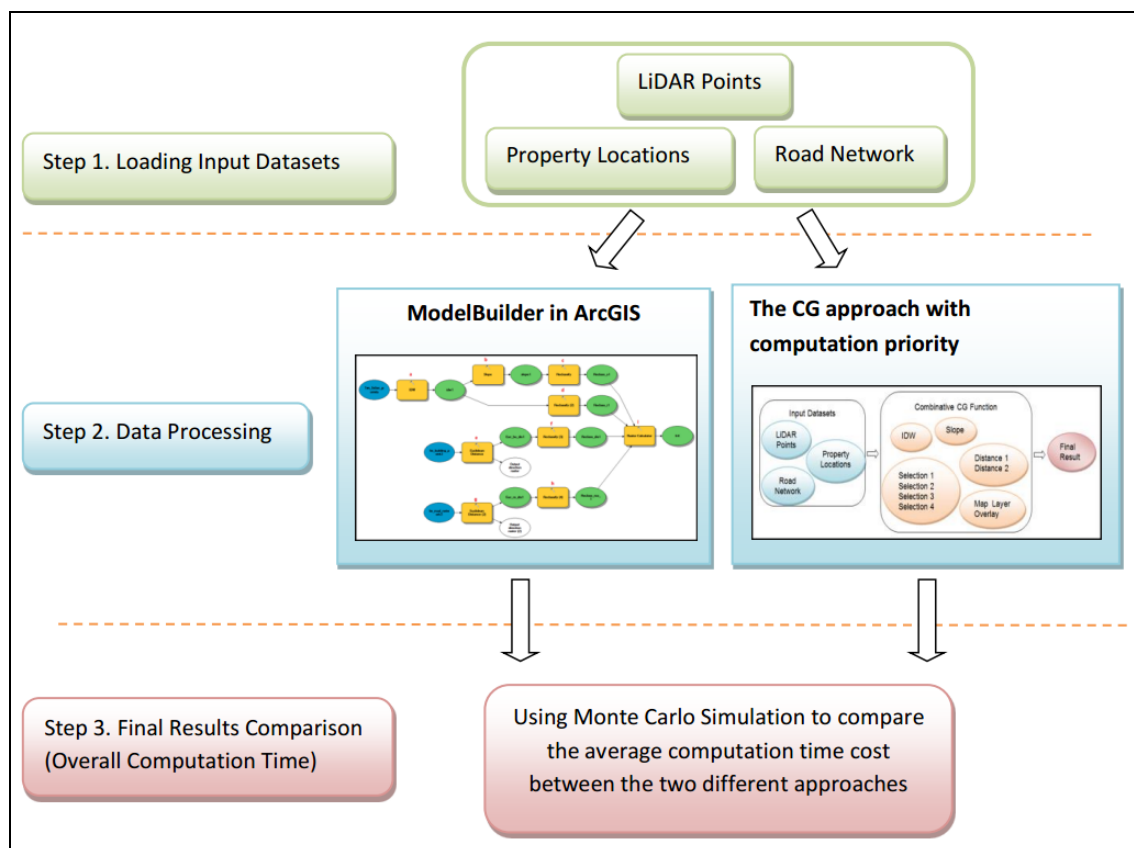 LiDAR Points
Step 1. Loading Input Datasets
Property Locations
Road Network
ModelBuilder in ArcGIS
The CG approach with
computation priority
Step 2. Data Processing
Input Datasets
LiDAR
Points
Property
Locations
Road
Network
Combinative CG Function
IDW
Slope
Distance 1
Distance 2
Selection 1
Selection 2
Selection 3
Selection 4
Map Layer
Overlay
Final
Result
Step 3. Final Results Comparison
(Overall Computation Time)
Using Monte Carlo Simulation to compare
the average computation time cost
between the two different approaches